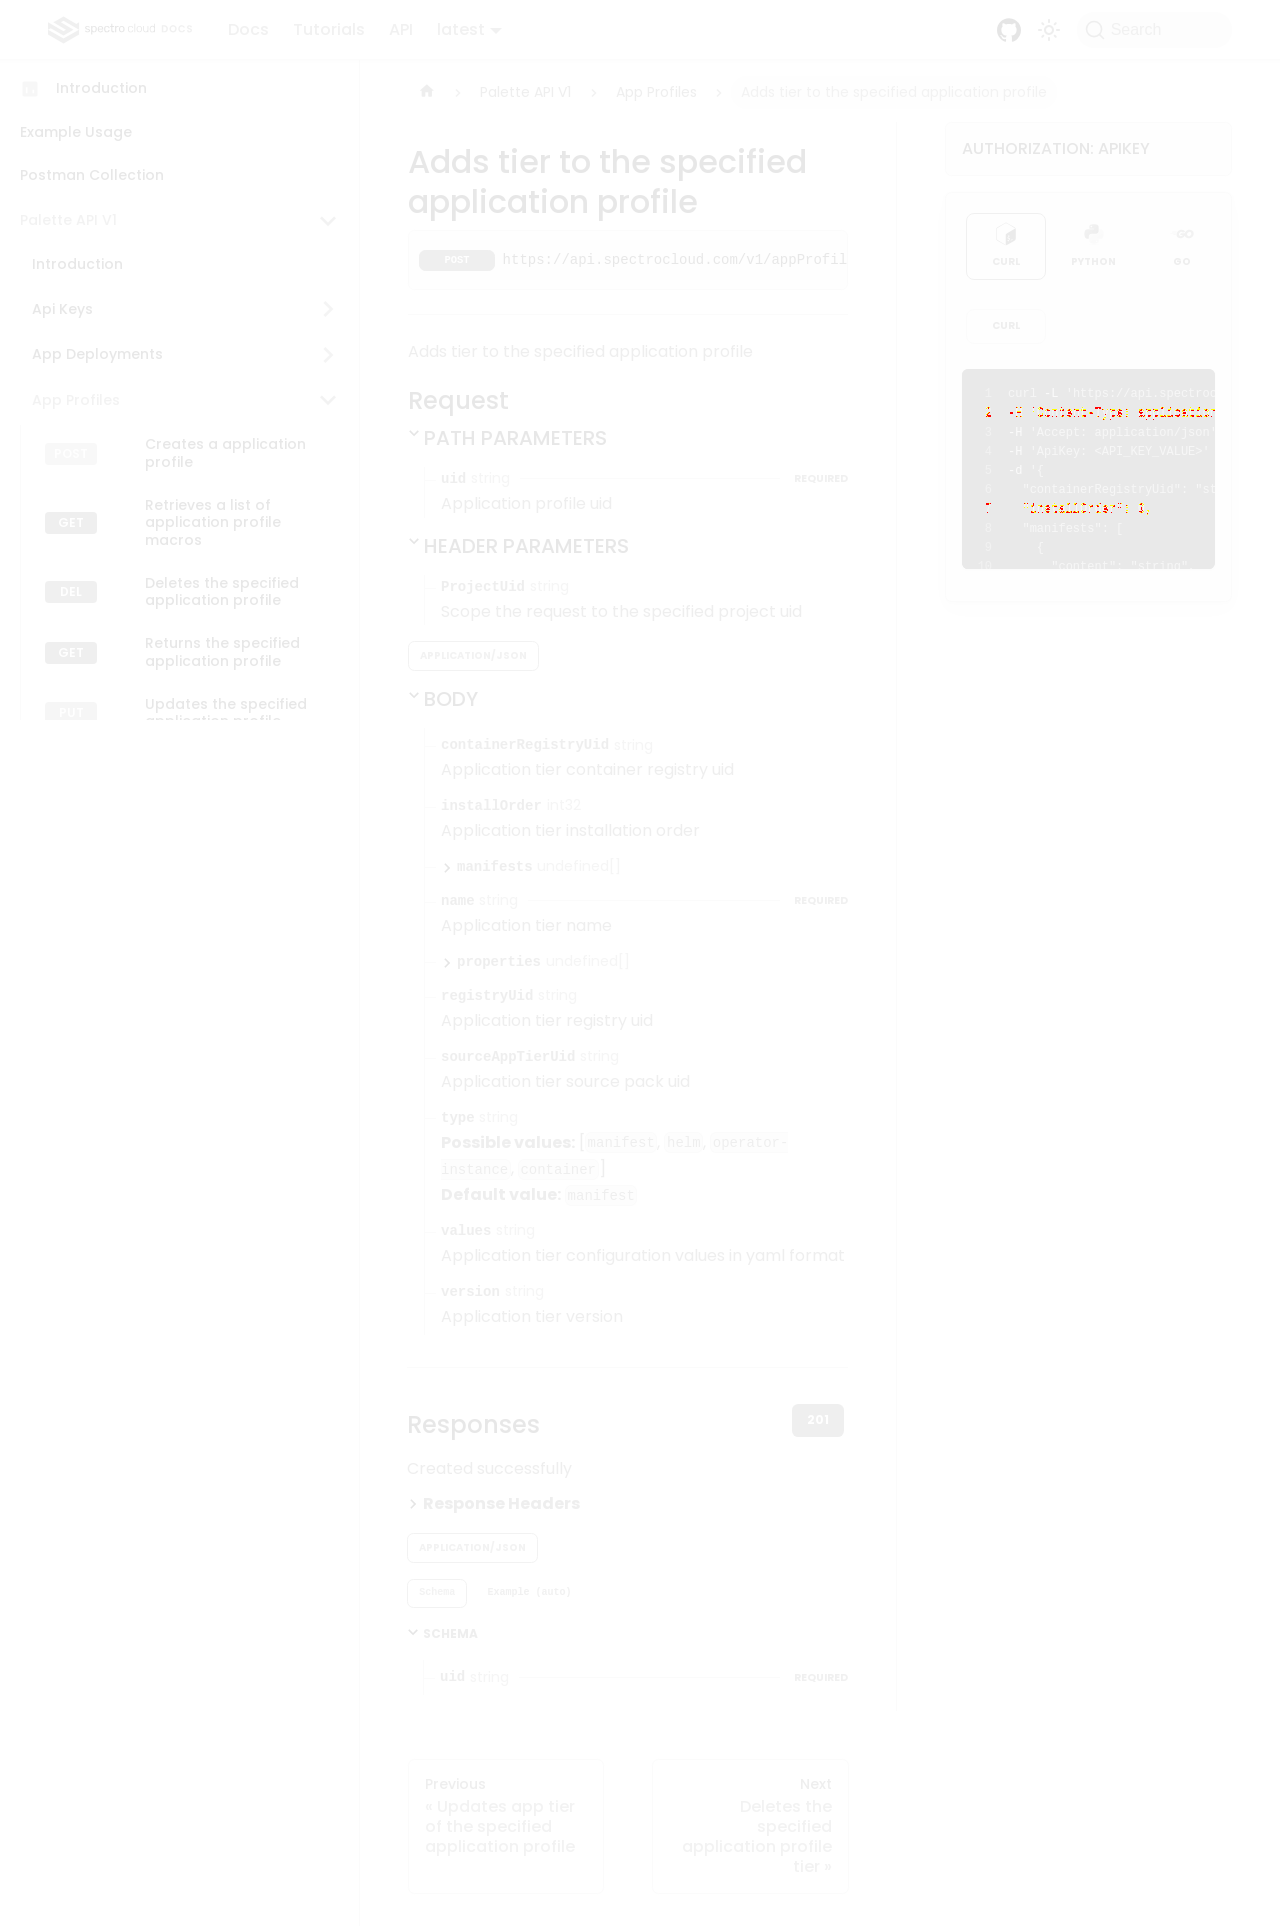 spectro cloud DOCS
Docs
Tutorials
API
latest
Search
Introduction
Example Usage
Postman Collection
Palette API V1
Introduction
Api Keys
App Deployments
App Profiles
POST Creates a application
profile
GET Retrieves a list of
application profile
macros
DEL Deletes the specified
application profile
GET Returns the specified
application profile
PUT Updates the specified
Palette API V1
App Profiles
Adds tier to the specified application profile
Adds tier to the specified
application profile
POST https://api.spectrocloud.com/v1/appProfil
Adds tier to the specified application profile
Request
PATH PARAMETERS
uid string REQUIRED
Application profile uid
HEADER PARAMETERS
ProjectUid string
Scope the request to the specified project uid
APPLICATION/JSON
BODY
containerRegistryUid string
Application tier container registry uid
installOrder int32
Application tier installation order
manifests undefined[]
name string REQUIRED
Application tier name
properties undefined[]
registryUid string
Application tier registry uid
sourceAppTierUid string
Application tier source pack uid
type string
Possible values: [manifest, helm, operator-
instance, container]
Default value: manifest
values string
Application tier configuration values in yaml format
version string
Application tier version
Responses
201
Created successfully
Response Headers
APPLICATION/JSON
Schema Example (auto)
SCHEMA
uid string REQUIRED
Previous
« Updates app tier
of the specified
application profile
Next
Deletes the
specified
application profile
tier »
AUTHORIZATION: APIKEY
CURL PYTHON GO
CURL
1 curl -L 'https://api.spectroc
2 -H 'Content-Type: application
3 -H 'Accept: application/json'
4 -H 'ApiKey: <API_KEY_VALUE>'
5 -d '{
6 "containerRegistryUid": "st
7 "installOrder": 1,
8 "manifests": [
9 {
10 "content": "string"